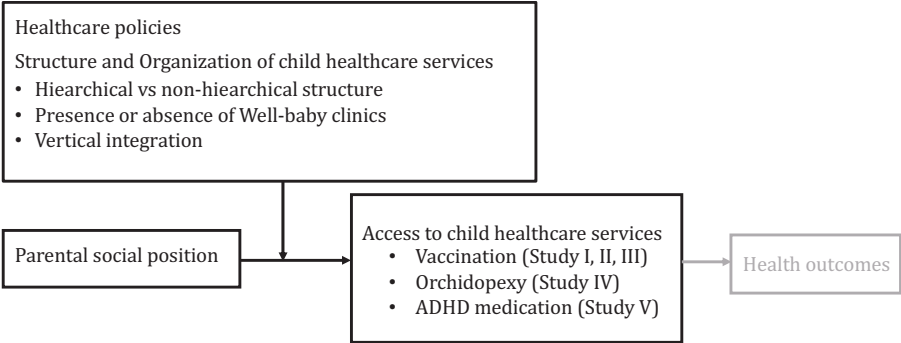 Healthcare policies
Structure and Organization of child healthcare services
• Hiearchical vs non-hierarchical structure
• Presence or absence of Well-baby clinics
• Vertical integration
Parental social position
Access to child healthcare services
• Vaccination (Study I, II, III)
• Orchidopexy (Study IV)
• ADHD medication (Study V)
Health outcomes